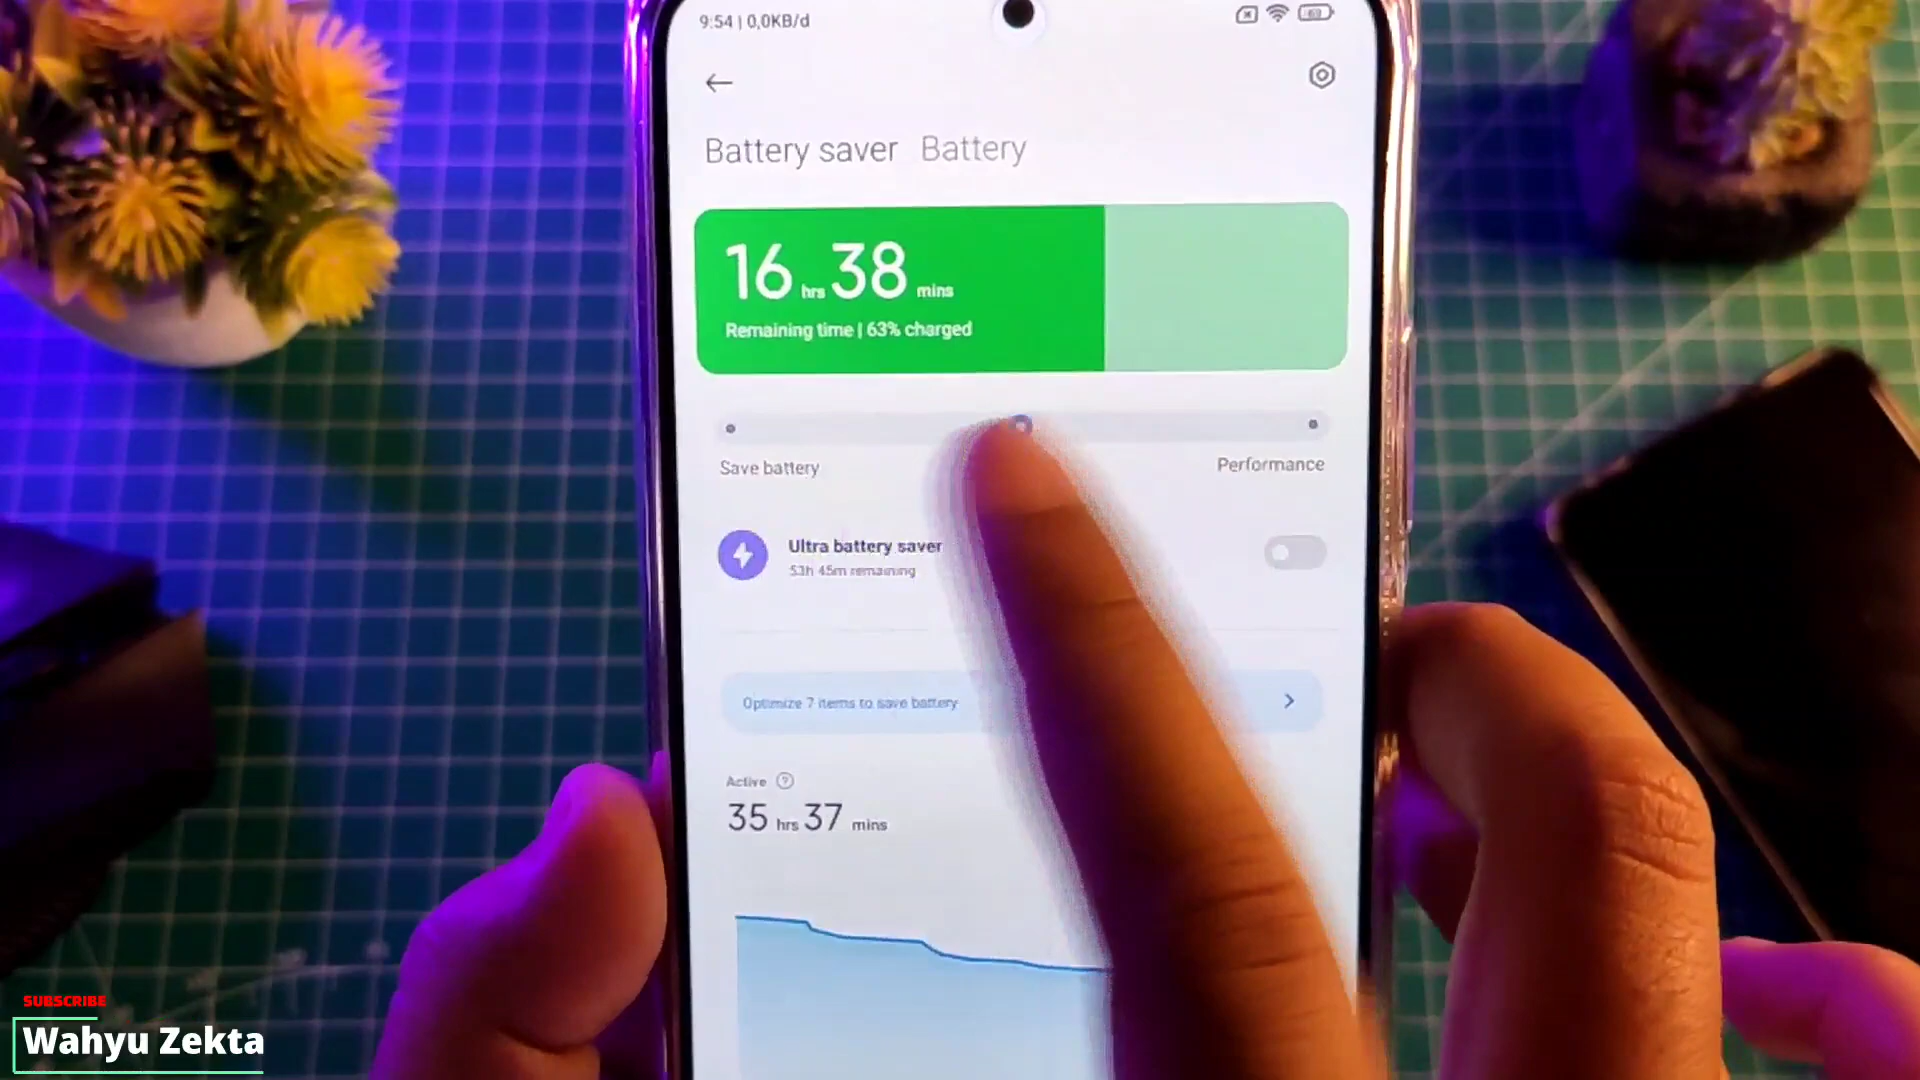 9:54 | 0,0KB/d
63
Battery saver Battery
16 hrs 38 mins
Remaining time | 63% charged
Save battery
Performance
Ultra battery saver
53h 45m remaining
Optimize 7 items to save battery
Active ?
35 hrs 37 mins
SUBSCRIBE
Wahyu Zekta